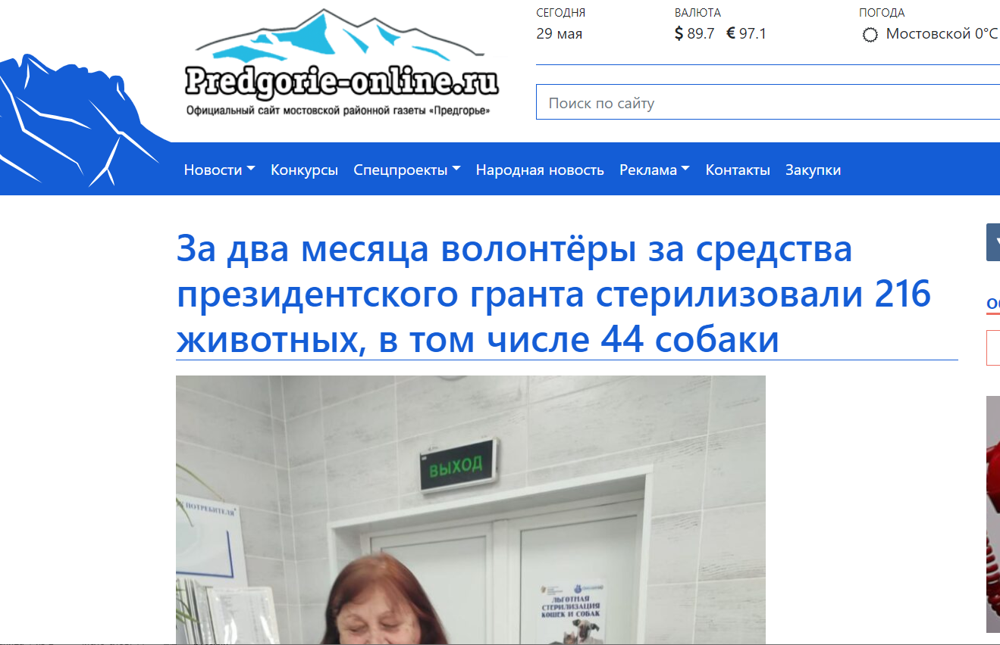 СЕГОДНЯ
29 мая
ВАЛЮТА
$ 89.7 € 97.1
ПОГОДА
Мостовской 0°C
Predgorie-online.ru
Официальный сайт мостовской районной газеты «Предгорье»
Поиск по сайту
Новости Конкурсы Спецпроекты Народная новость Реклама Контакты Закупки
За два месяца волонтёры за средства
президентского гранта стерилизовали 216
животных, в том числе 44 собаки
ВЫХОД
ПОТРЕБИТЕЛЯ
ЛЬГОТНАЯ
СТЕРИЛИЗАЦИЯ
КОШЕК И СОБАК